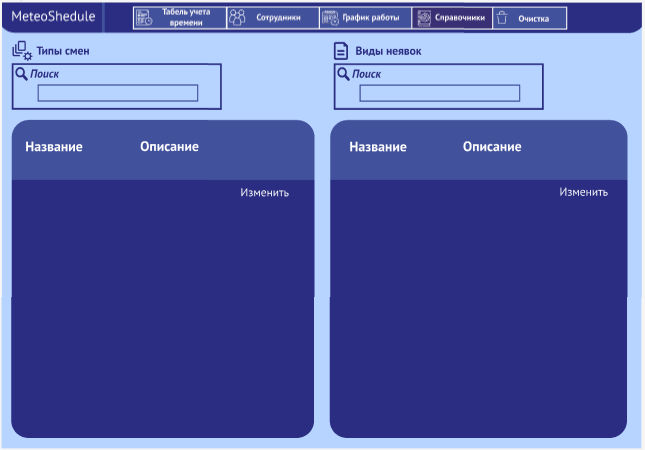 MeteoShedule
Табель учета
времени
Сотрудники
График работы
Справочники
Очистка
Типы смен
Виды неявок
Поиск
Поиск
Название Описание
Название Описание
Изменить
Изменить